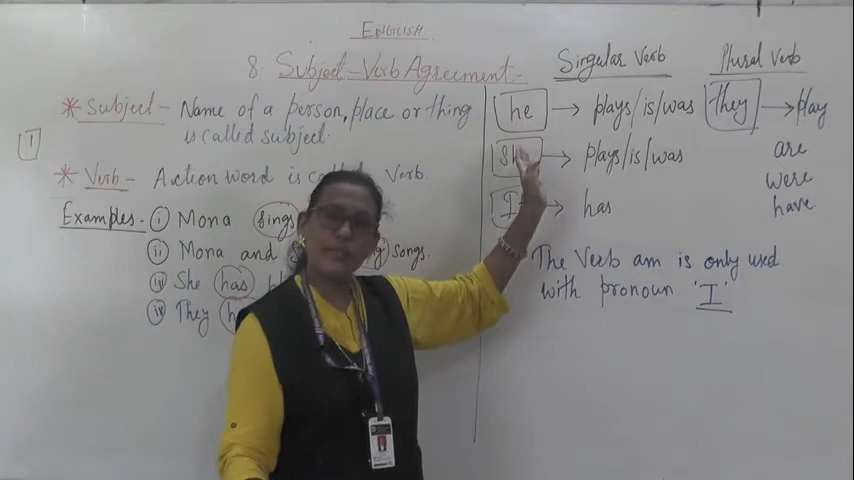 ENGLISH
8. Subject-Verb Agreement-
* Subject - Name of a person, place or thing
is called subject.
1
* Verb - Action word is called Verb.
Examples - i Mona Sings
ii Mona and songs.
iii She has
iv They
Singular Verb
he → plays/is/was
→ plays/is/was
I → has
Plural Verb
they → play
are
were
have
The Verb am is only used
with pronoun 'I'